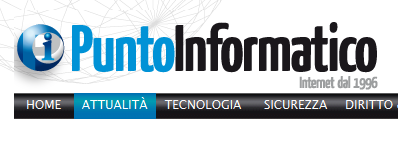 i PuntoInformatico
Internet dal 1996
HOME ATTUALITÀ TECNOLOGIA SICUREZZA DIRITTO